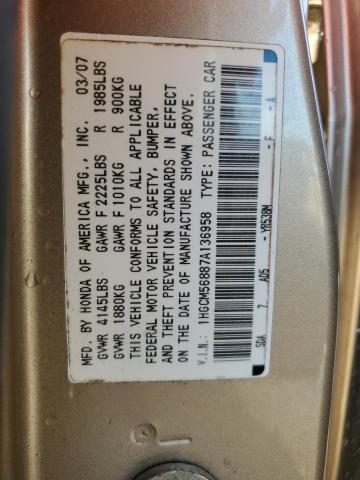 MFD. BY HONDA OF AMERICA MFG., INC. 03/07
GVWR 4145LBS GAWR F 2225LBS R 1985LBS
GVWR 1880KG GAWR F 1010KG R 900KG
THIS VEHICLE CONFORMS TO ALL APPLICABLE
FEDERAL MOTOR VEHICLE SAFETY, BUMPER,
AND THEFT PREVENTION STANDARDS IN EFFECT
ON THE DATE OF MANUFACTURE SHOWN ABOVE.
V.I.N.: 1HGCM56887A136958 TYPE: PASSENGER CAR
SDA 7 AD5 - YR538M - F - A